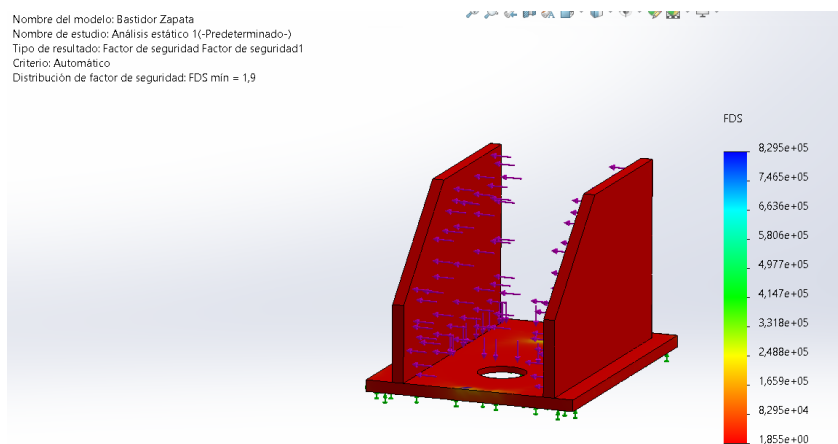 Nombre del modelo: Bastidor Zapata
Nombre de estudio: Análisis estático 1(-Predeterminado-)
Tipo de resultado: Factor de seguridad Factor de seguridad1
Criterio: Automático
Distribución de factor de seguridad: FDS mín = 1,9
FDS
8,295e+05
7,465e+05
6,636e+05
5,806e+05
4,977e+05
4,147e+05
3,318e+05
2,488e+05
1,659e+05
8,295e+04
1,855e+00